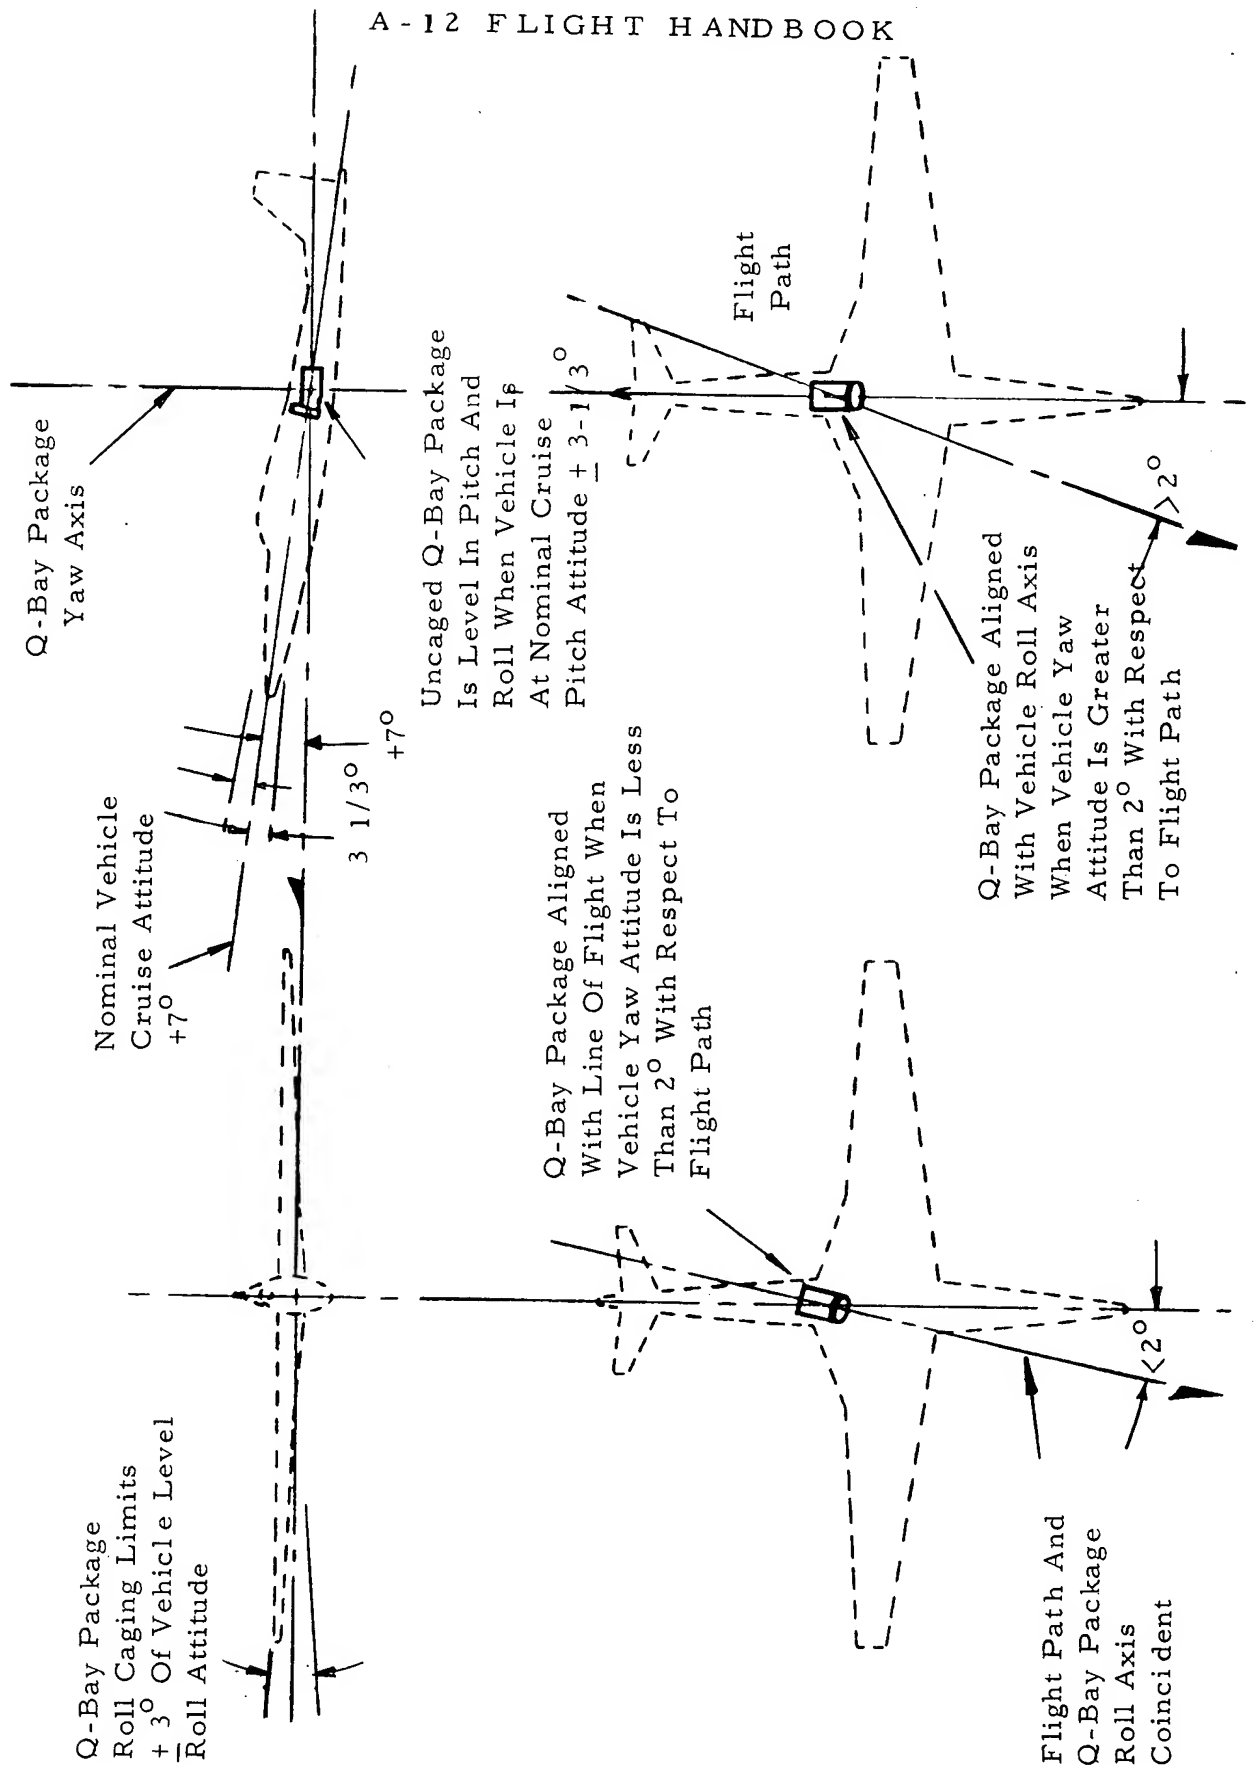 A-12 FLIGHT HANDBOOK
Q-Bay Package
Roll Caging Limits
± 3° Of Vehicle Level
Roll Attitude
Nominal Vehicle
Cruise Attitude
+7°
3 1/3°
+7°
Q-Bay Package
Yaw Axis
Uncaged Q-Bay Package
Is Level In Pitch And
Roll When Vehicle Is
At Nominal Cruise
Pitch Attitude ± 3-1/3°
Q-Bay Package Aligned
With Line Of Flight When
Vehicle Yaw Attitude Is Less
Than 2° With Respect To
Flight Path
Flight
Path
Flight Path And
Q-Bay Package
Roll Axis
Coincident
<2°
Q-Bay Package Aligned
With Vehicle Roll Axis
When Vehicle Yaw
Attitude Is Greater
Than 2° With Respect
To Flight Path
>2°